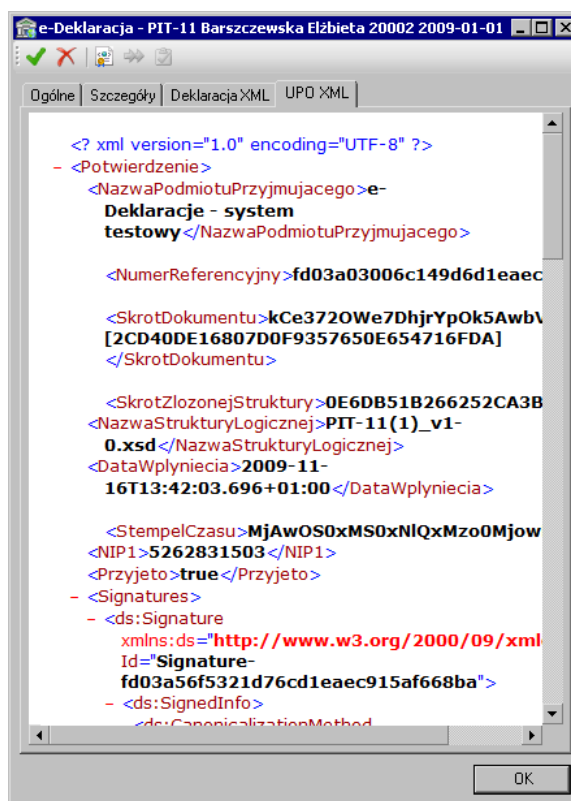 e-Deklaracja - PIT-11 Barszczewska Elżbieta 20002 2009-01-01
Ogólne Szczegóły Deklaracja XML UPO XML
<? xml version="1.0" encoding="UTF-8" ?>
– <Potwierdzenie>
<NazwaPodmiotuPrzyjmujacego>e-
Deklaracje - system
testowy</NazwaPodmiotuPrzyjmujacego>
<NumerReferencyjny>fd03a03006c149d6d1eaec
<SkrotDokumentu>kCe372OWe7DhjrYpOk5AwbV
[2CD40DE16807D0F9357650E654716FDA]
</SkrotDokumentu>
<SkrotZlozonejStruktury>0E6DB51B266252CA3B
<NazwaStrukturyLogicznej>PIT-11(1)_v1-
0.xsd</NazwaStrukturyLogicznej>
<DataWplyniecia>2009-11-
16T13:42:03.696+01:00</DataWplyniecia>
<StempelCzasu>MjAwOS0xMS0xNlQxMzo0Mjow
<NIP1>5262831503</NIP1>
<Przyjeto>true</Przyjeto>
– <Signatures>
– <ds:Signature
xmlns:ds="http://www.w3.org/2000/09/xml
Id="Signature-
fd03a56f5321d76cd1eaec915af668ba">
– <ds:SignedInfo>
<ds:CanonicalizationMethod
OK